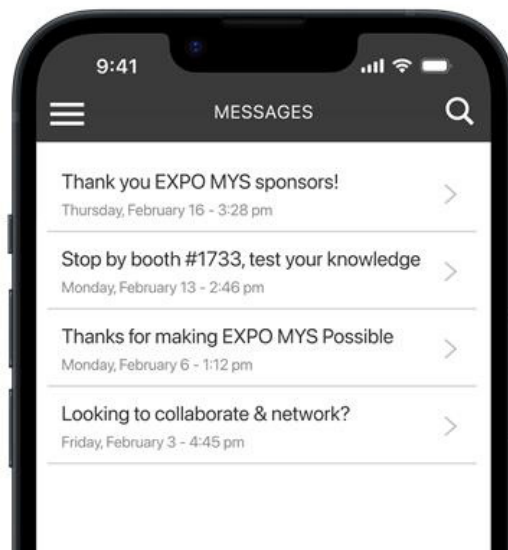 9:41
MESSAGES
Thank you EXPO MYS sponsors!
Thursday, February 16 - 3:28 pm
Stop by booth #1733, test your knowledge
Monday, February 13 - 2:46 pm
Thanks for making EXPO MYS Possible
Monday, February 6 - 1:12 pm
Looking to collaborate & network?
Friday, February 3 - 4:45 pm